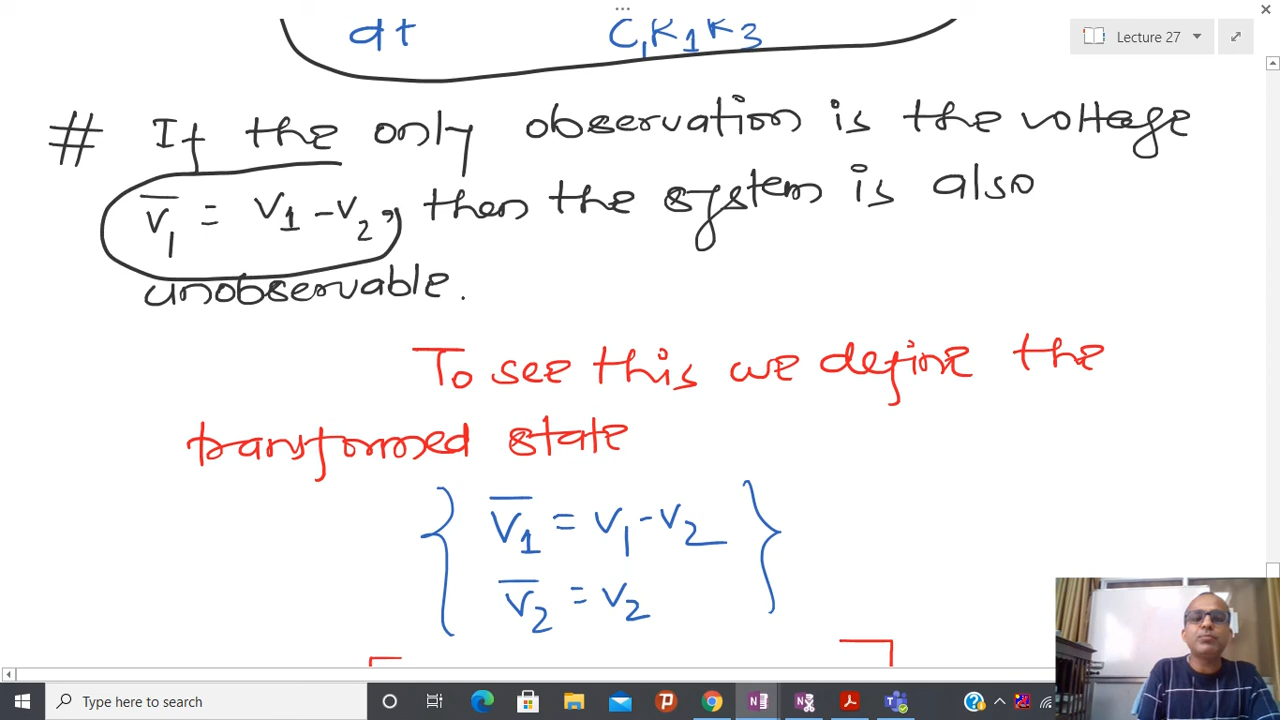 Lecture 27
dt C₁K₁K₃
# If the only observation is the voltage
v̅₁ = v₁ - v₂, then the system is also
unobservable.
To see this we define the
transformed state
{ v̅₁ = v₁ - v₂
v̅₂ = v₂ }
Type here to search